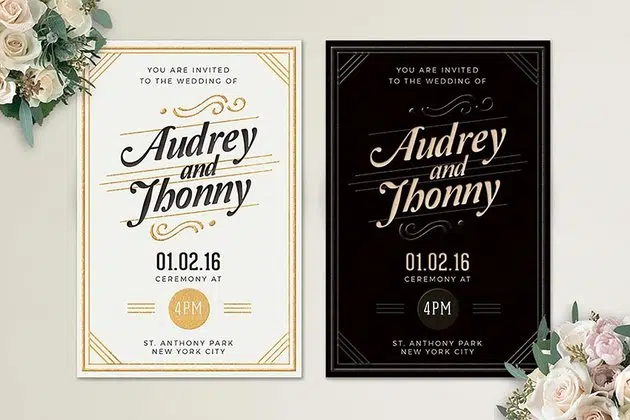 YOU ARE INVITED
TO THE WEDDING OF
Audrey
and
Jhonny
01.02.16
CEREMONY AT
4PM
ST. ANTHONY PARK
NEW YORK CITY
YOU ARE INVITED
TO THE WEDDING OF
Audrey
and
Jhonny
01.02.16
CEREMONY AT
4PM
ST. ANTHONY PARK
NEW YORK CITY